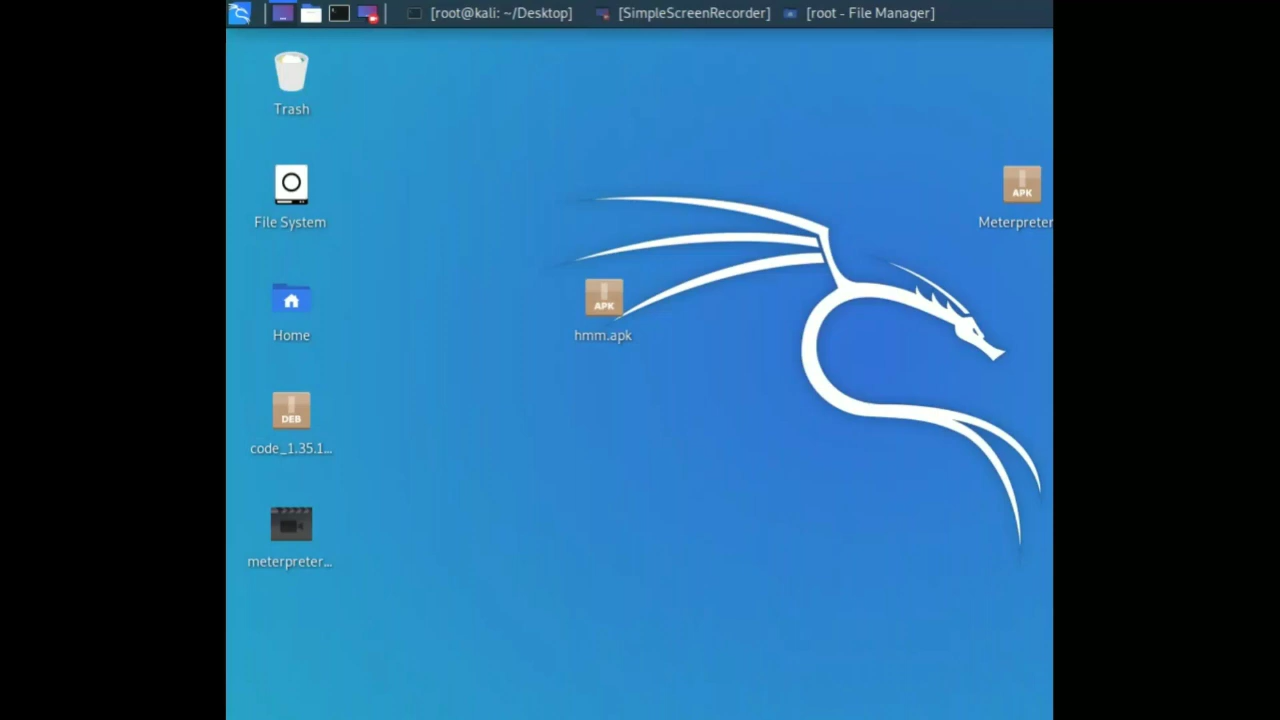 [root@kali: ~/Desktop] [SimpleScreenRecorder] [root - File Manager]
Trash
File System
APK
Meterpreter
Home
APK
hmm.apk
DEB
code_1.35.1...
meterpreter...